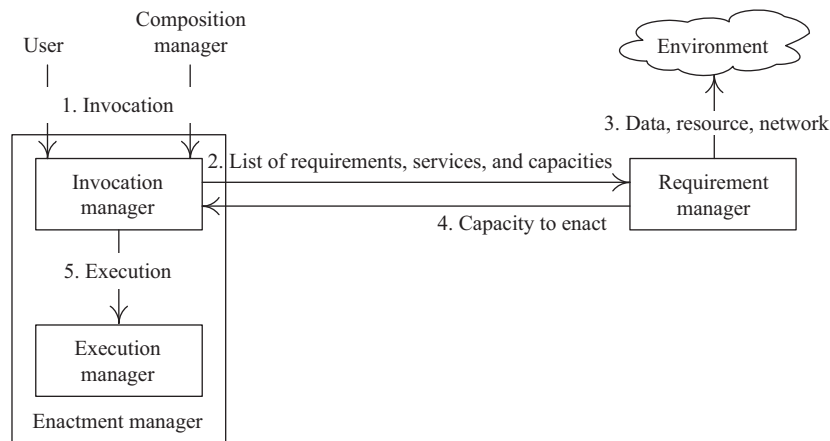 Composition
manager
User
Environment
1. Invocation
3. Data, resource, network
2. List of requirements, services, and capacities
Invocation
manager
Requirement
manager
4. Capacity to enact
5. Execution
Execution
manager
Enactment manager